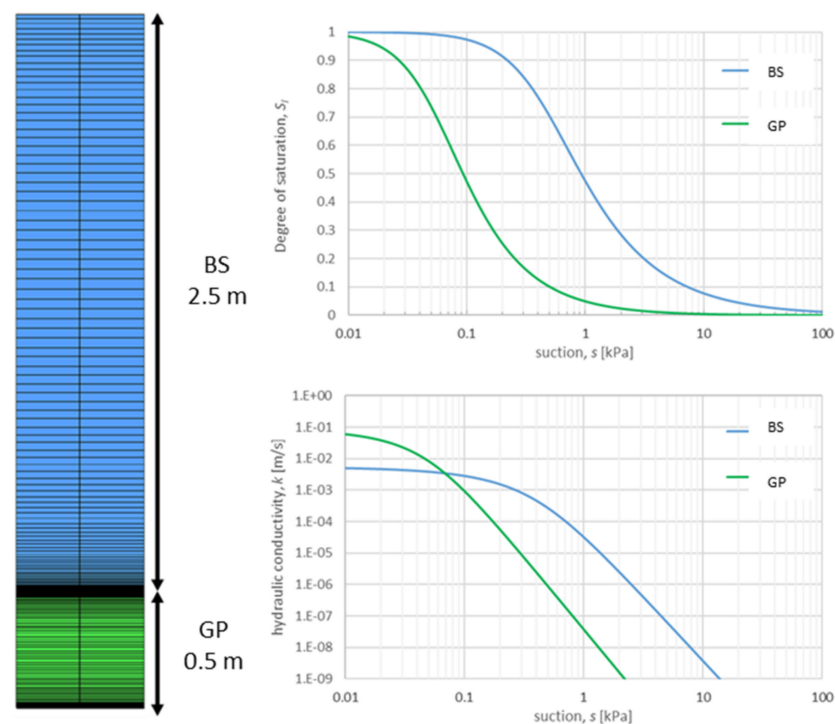 BS
2.5 m
GP
0.5 m
Degree of saturation, Sl
1
0.9
0.8
0.7
0.6
0.5
0.4
0.3
0.2
0.1
0
0.01
0.1
1
10
100
suction, s [kPa]
BS
GP
hydraulic conductivity, k [m/s]
1.E+00
1.E-01
1.E-02
1.E-03
1.E-04
1.E-05
1.E-06
1.E-07
1.E-08
1.E-09
0.01
0.1
1
10
100
suction, s [kPa]
BS
GP